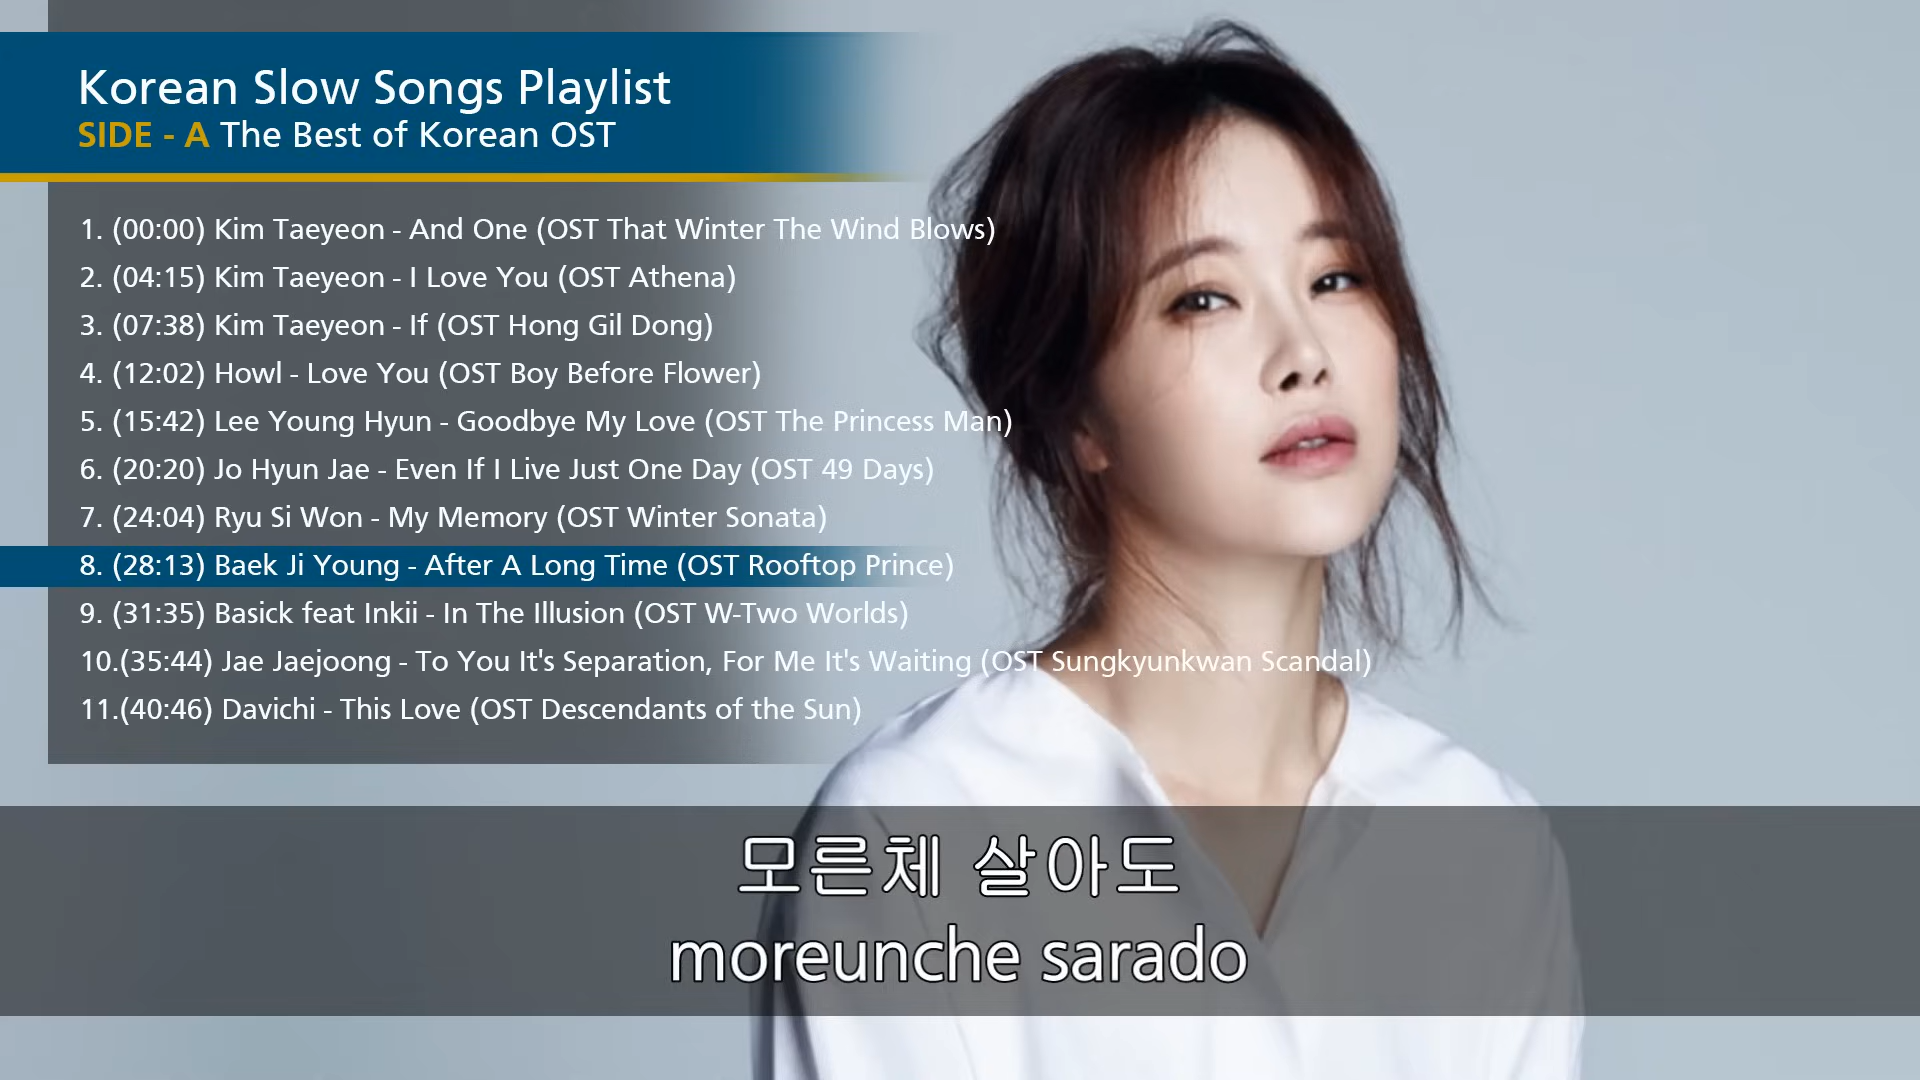 Korean Slow Songs Playlist
SIDE - A The Best of Korean OST
1. (00:00) Kim Taeyeon - And One (OST That Winter The Wind Blows)
2. (04:15) Kim Taeyeon - I Love You (OST Athena)
3. (07:38) Kim Taeyeon - If (OST Hong Gil Dong)
4. (12:02) Howl - Love You (OST Boy Before Flower)
5. (15:42) Lee Young Hyun - Goodbye My Love (OST The Princess Man)
6. (20:20) Jo Hyun Jae - Even If I Live Just One Day (OST 49 Days)
7. (24:04) Ryu Si Won - My Memory (OST Winter Sonata)
8. (28:13) Baek Ji Young - After A Long Time (OST Rooftop Prince)
9. (31:35) Basick feat Inkii - In The Illusion (OST W-Two Worlds)
10.(35:44) Jae Jaejoong - To You It's Separation, For Me It's Waiting (OST Sungkyunkwan Scandal)
11.(40:46) Davichi - This Love (OST Descendants of the Sun)
모른체 살아도
moreunche sarado